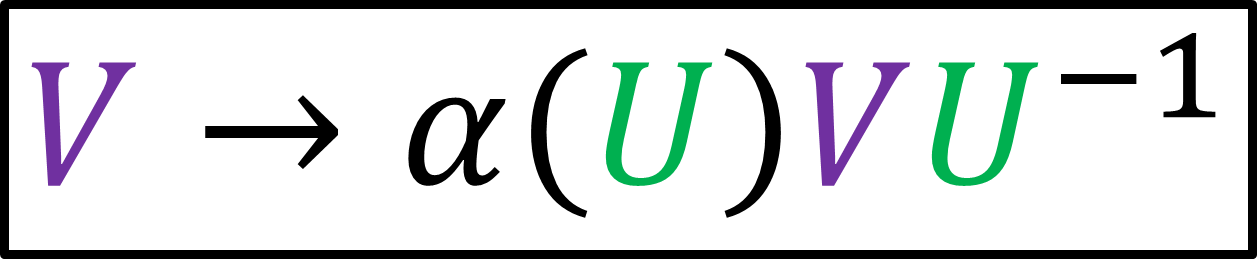 𝑉 → 𝛼(𝑈)𝑉𝑈⁻¹